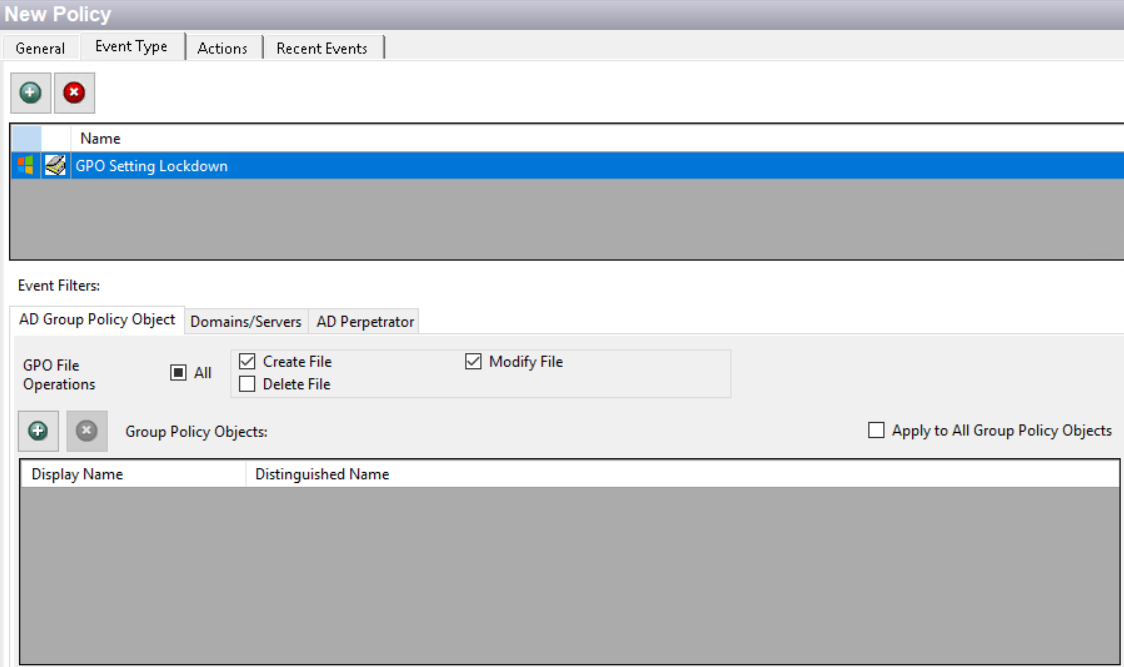 New Policy
General Event Type Actions Recent Events
Name
GPO Setting Lockdown
Event Filters:
AD Group Policy Object Domains/Servers AD Perpetrator
GPO File
Operations
All
Create File Modify File
Delete File
Group Policy Objects: Apply to All Group Policy Objects
Display Name Distinguished Name